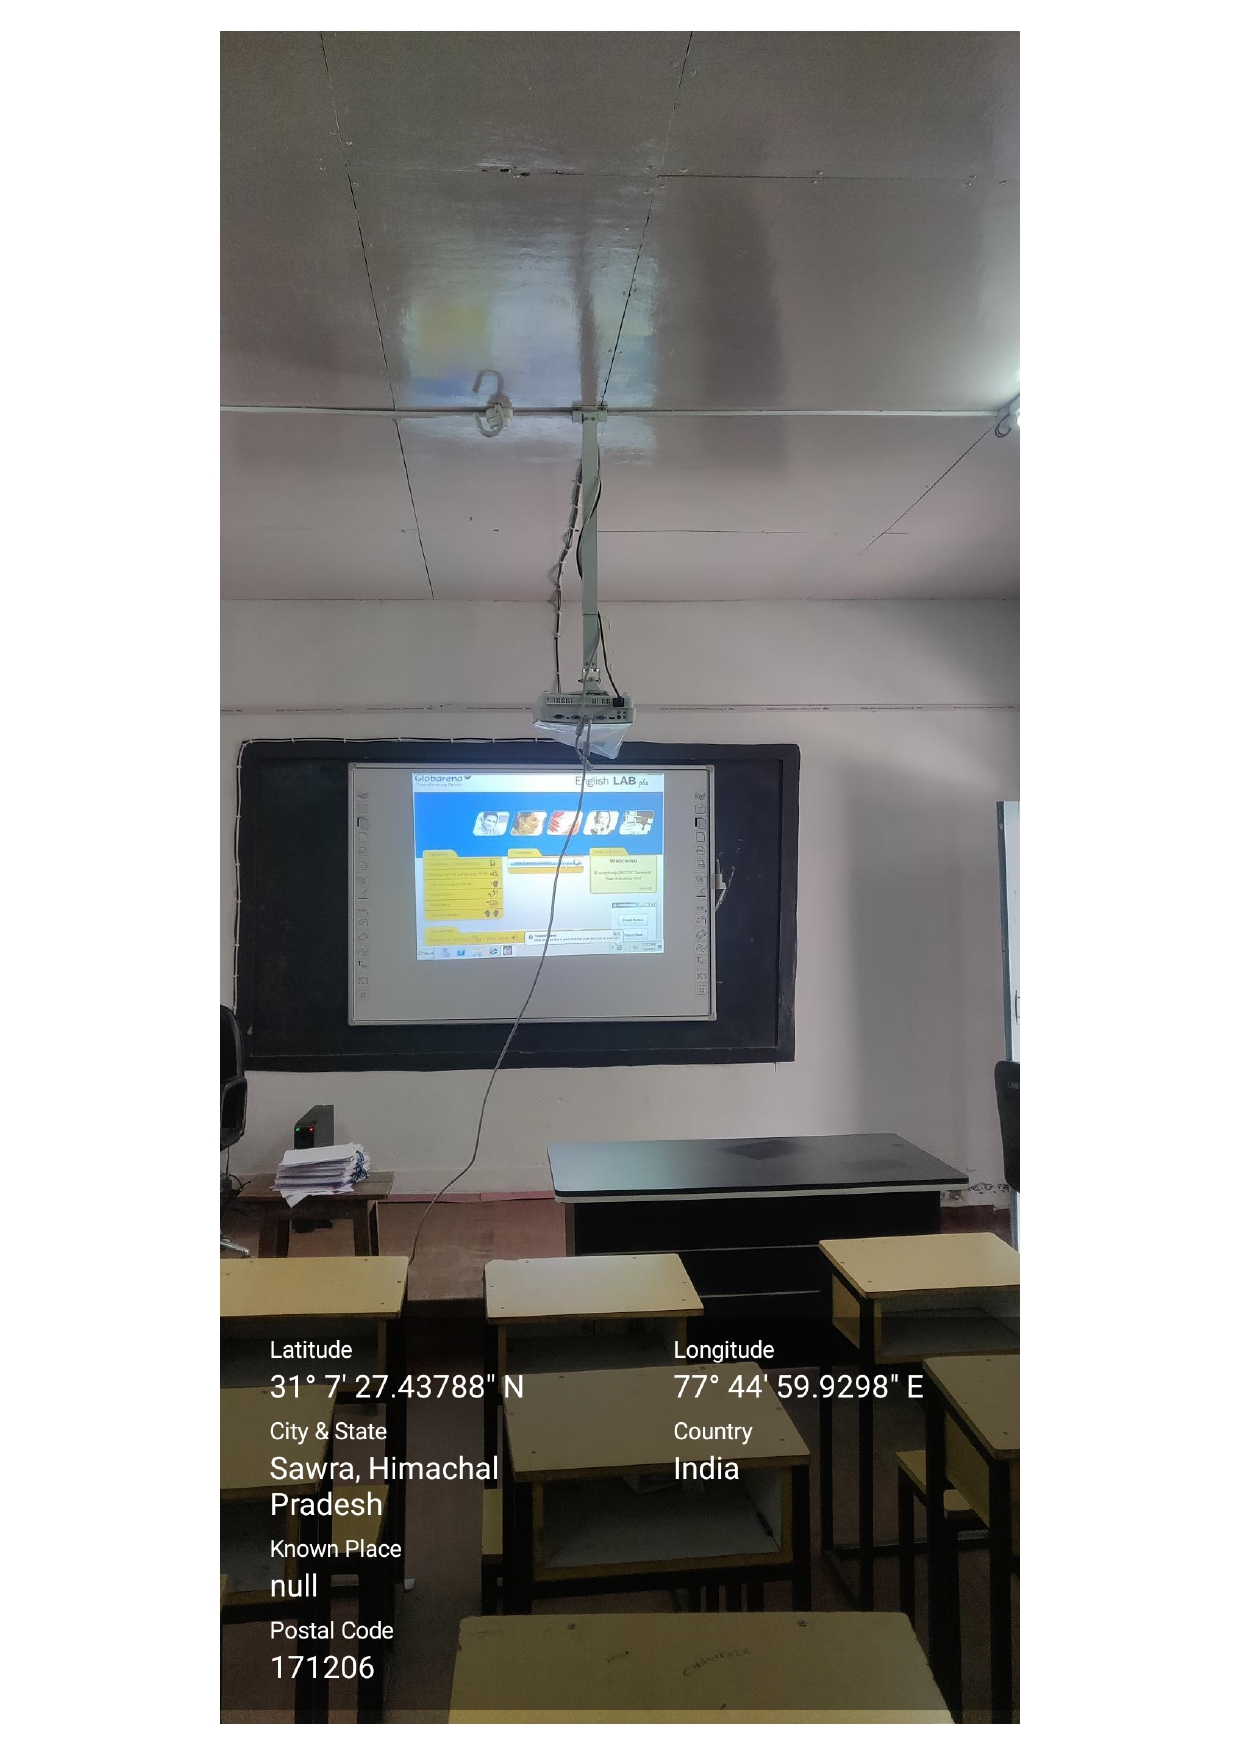 Globarena
English LAB plus
Welcome
Latitude
31° 7' 27.43788" N
Longitude
77° 44' 59.9298" E
City & State
Sawra, Himachal
Pradesh
Country
India
Known Place
null
Postal Code
171206